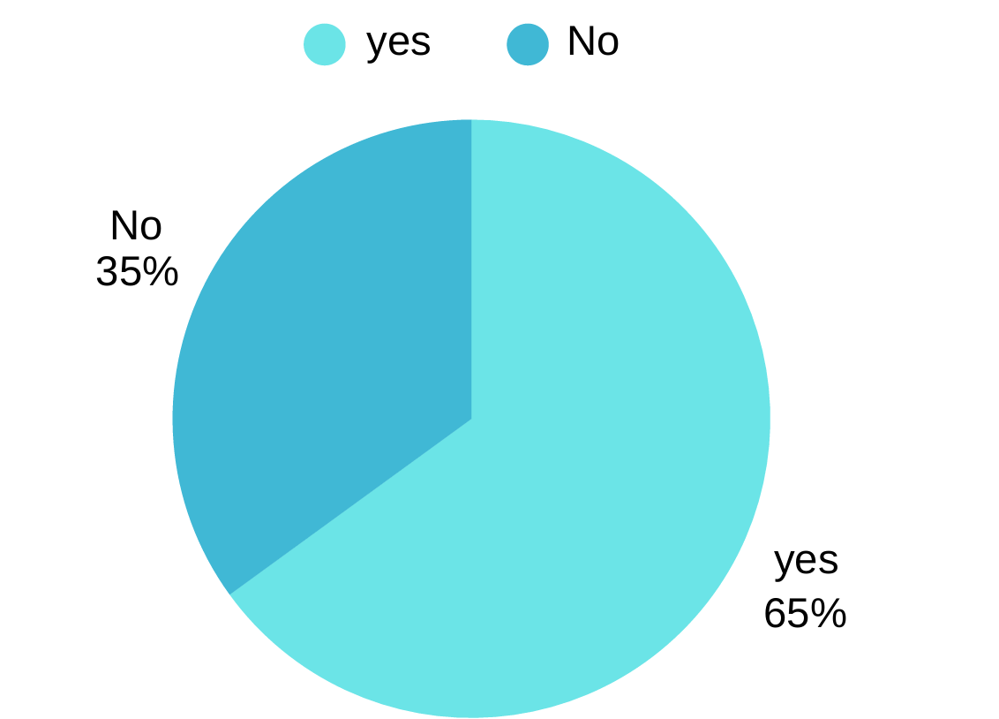 yes No
No
35%
yes
65%